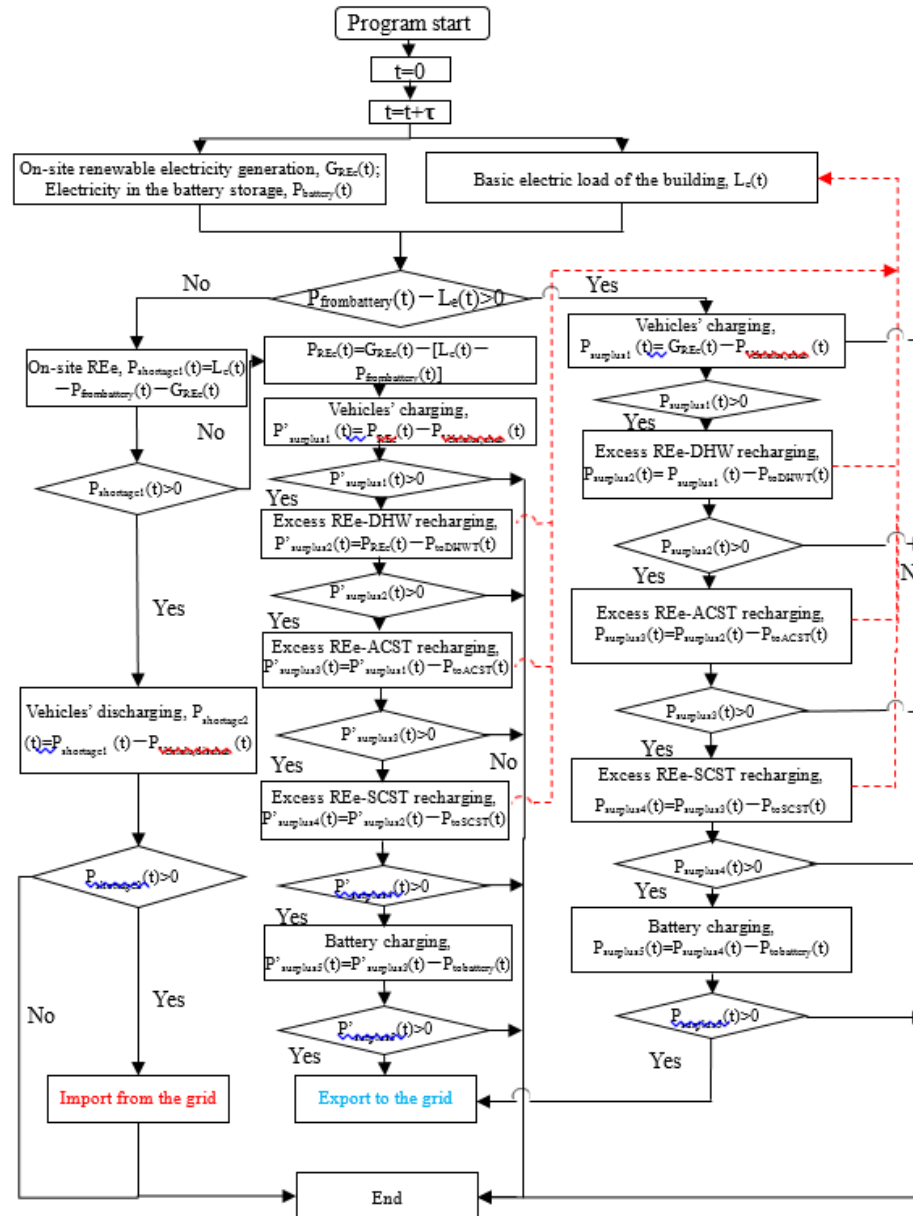 Program start
t=0
t=t+τ
On-site renewable electricity generation, GREe(t);
Electricity in the battery storage, Pbattery(t)
Basic electric load of the building, Le(t)
No
Pfrombattery(t)－Le(t)>0
Yes
On-site REe, Pshortage1(t)=Le(t)
－Pfrombattery(t)－GREe(t)
No
Pshortage1(t)>0
Yes
Vehicles' discharging, Pshortage2
(t)=Pshortage1 (t)－P (t)
P (t)>0
No
Yes
Import from the grid
PREe(t)=GREe(t)－[Le(t)－
Pfrombattery(t)]
Vehicles' charging,
P'surplus1 (t)= PREe(t)－P (t)
P'surplus1(t)>0
Yes
Excess REe-DHW recharging,
P'surplus2(t)=PREe(t)－PtoDHWT(t)
P'surplus2(t)>0
Yes
Excess REe-ACST recharging,
P'surplus3(t)=P'surplus1(t)－PtoACST(t)
P'surplus3(t)>0
No
Yes
Excess REe-SCST recharging,
P'surplus4(t)=P'surplus2(t)－PtoSCST(t)
P' (t)>0
Yes
Battery charging,
P'surplus5(t)=P'surplus3(t)－Ptobattery(t)
P' (t)>0
Yes
Export to the grid
Vehicles' charging,
Psurplus1 (t)= GREe(t)－P (t)
Psurplus1(t)>0
Yes
Excess REe-DHW recharging,
Psurplus2(t)= Psurplus1 (t)－PtoDHWT(t)
Psurplus2(t)>0
Yes
Excess REe-ACST recharging,
Psurplus3(t)=Psurplus2(t)－PtoACST(t)
Psurplus3(t)>0
Yes
Excess REe-SCST recharging,
Psurplus4(t)=Psurplus3(t)－PtoSCST(t)
Psurplus4(t)>0
Yes
Battery charging,
Psurplus5(t)=Psurplus4(t)－Ptobattery(t)
P (t)>0
Yes
End